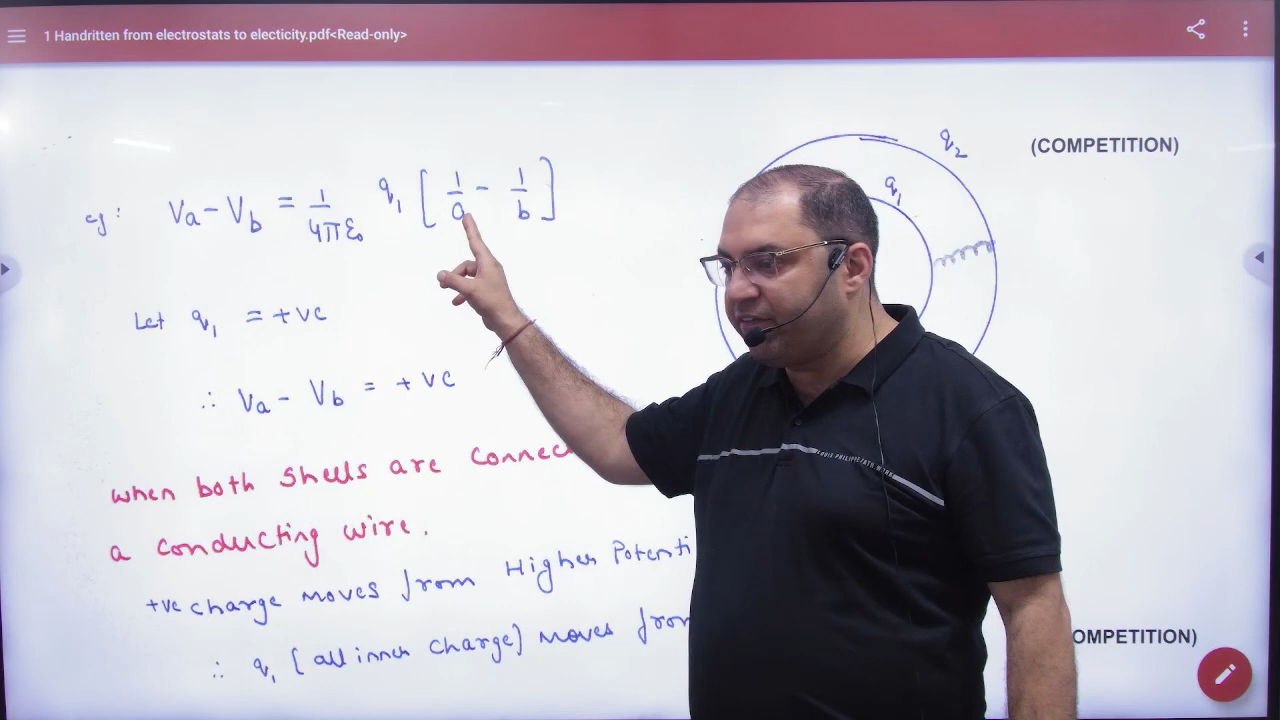 1 Handritten from electrostats to electicity.pdf<Read-only>
(COMPETITION)
q2
q1
eg: Va - Vb = 1/4πε₀ q1 [1/a - 1/b]
Let q1 = +ve
∴ Va - Vb = +ve
when both shells are connec
a conducting wire.
+ve charge moves from Higher Potenti
∴ q1 [all inner charge] moves from
OMPETITION)
LOUIS PHILIPPE